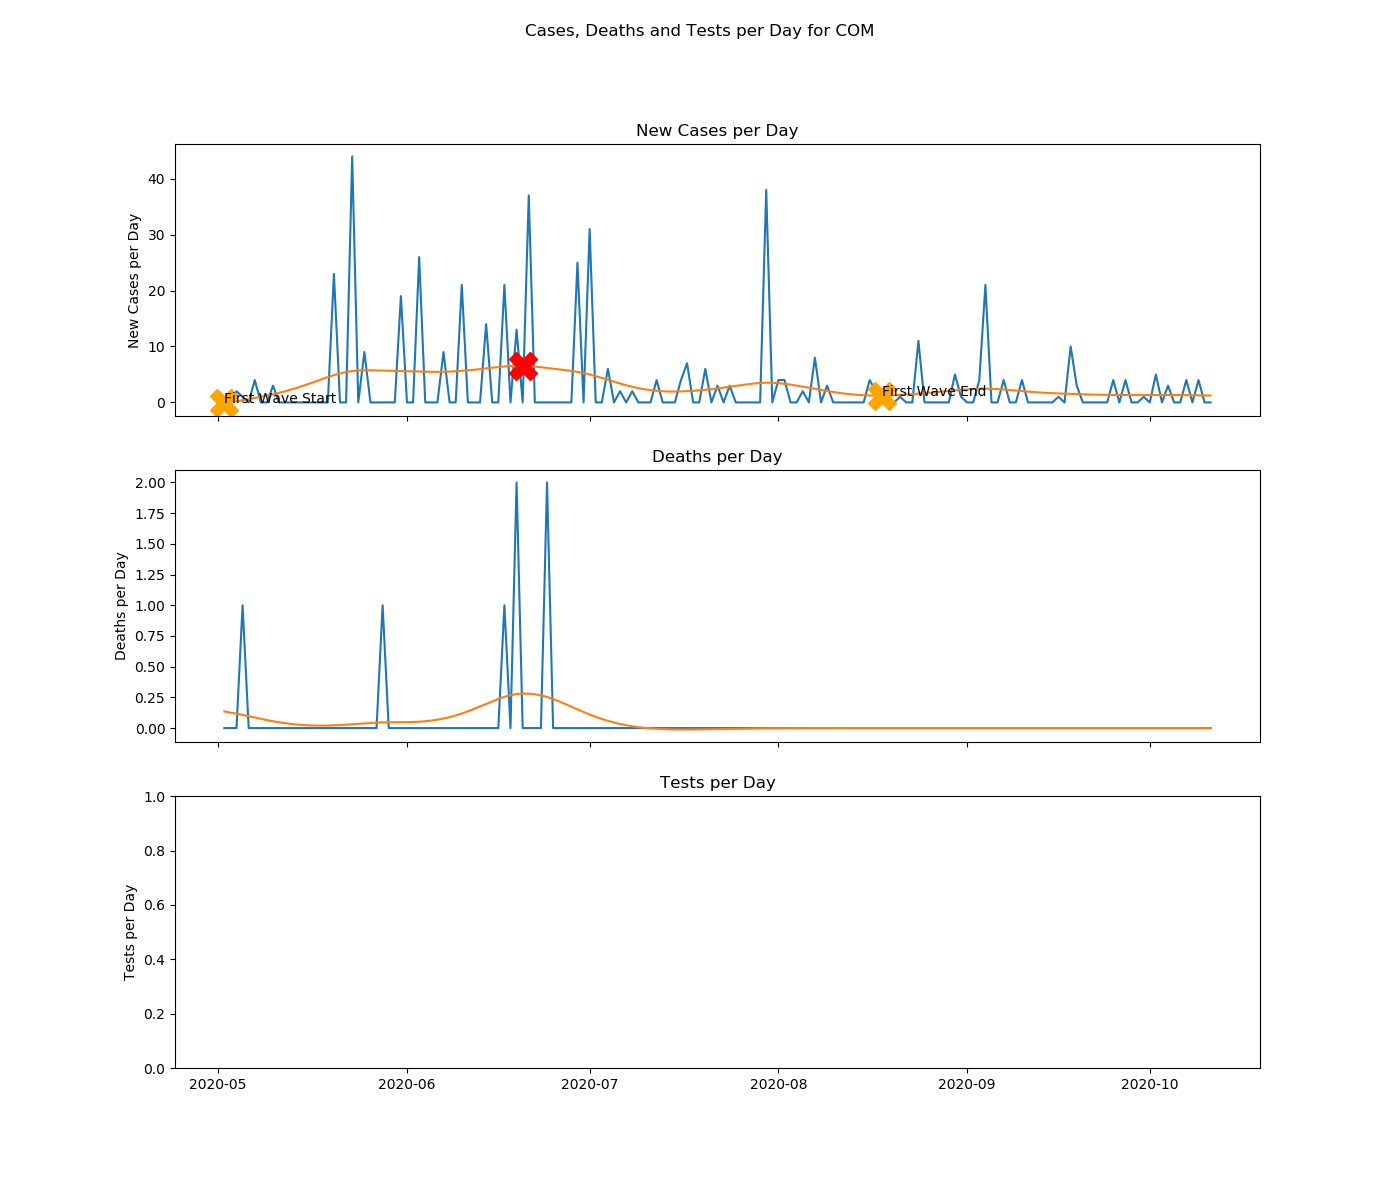 Cases, Deaths and Tests per Day for COM
New Cases per Day
New Cases per Day
40
30
20
10
0
First Wave Start
First Wave End
Deaths per Day
Deaths per Day
2.00
1.75
1.50
1.25
1.00
0.75
0.50
0.25
0.00
Tests per Day
Tests per Day
1.0
0.8
0.6
0.4
0.2
0.0
2020-05 2020-06 2020-07 2020-08 2020-09 2020-10